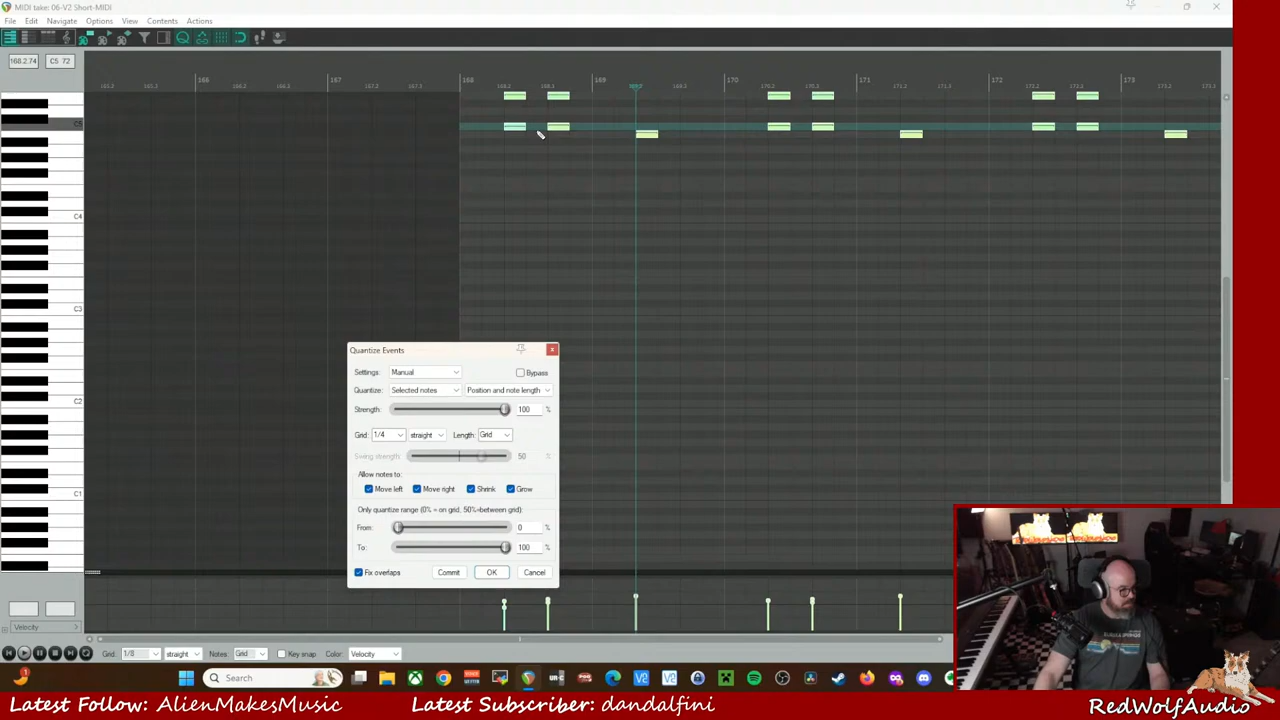 MIDI take: 06-V2 Short-MIDI
File Edit Navigate Options View Contents Actions
168.2.74 C5 72
166 167 168 169 170 171 172 173
C5
C4
C3
C2
C1
Quantize Events
Settings: Manual Bypass
Quantize: Selected notes Position and note length
Strength: 100 %
Grid: 1/4 straight Length: Grid
Swing strength: 50 %
Allow notes to:
Move left Move right Shrink Grow
Only quantize range (0% = on grid, 50%=between grid):
From: 0 %
To: 100 %
Fix overlaps Commit OK Cancel
Velocity
Grid: 1/8 straight Notes: Grid Key snap Color: Velocity
Search
Latest Follow: AlienMakesMusic Latest Subscriber: dandalfini
RedWolfAudio